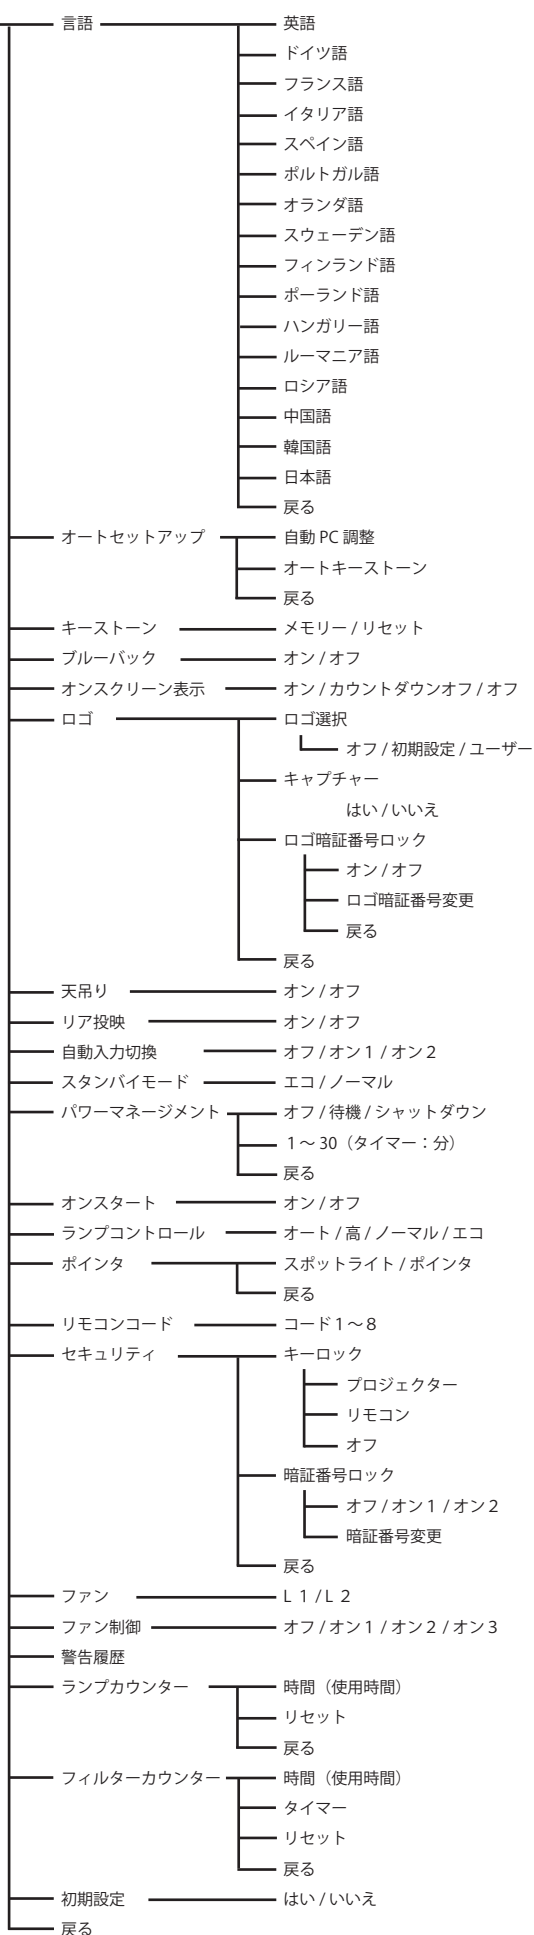 言語 英語
ドイツ語
フランス語
イタリア語
スペイン語
ポルトガル語
オランダ語
スウェーデン語
フィンランド語
ポーランド語
ハンガリー語
ルーマニア語
ロシア語
中国語
韓国語
日本語
戻る
オートセットアップ 自動 PC 調整
オートキーストーン
戻る
キーストーン メモリー / リセット
ブルーバック オン / オフ
オンスクリーン表示 オン / カウントダウンオフ / オフ
ロゴ ロゴ選択
オフ / 初期設定 / ユーザー
キャプチャー
はい / いいえ
ロゴ暗証番号ロック
オン / オフ
ロゴ暗証番号変更
戻る
戻る
天吊り オン / オフ
リア投映 オン / オフ
自動入力切換 オフ / オン１ / オン２
スタンバイモード エコ / ノーマル
パワーマネージメント オフ / 待機 / シャットダウン
１～ 30（タイマー：分）
戻る
オンスタート オン / オフ
ランプコントロール オート / 高 / ノーマル / エコ
ポインタ スポットライト / ポインタ
戻る
リモコンコード コード１～８
セキュリティ キーロック
プロジェクター
リモコン
オフ
暗証番号ロック
オフ / オン１ / オン２
暗証番号変更
戻る
ファン L １ / L ２
ファン制御 オフ / オン１ / オン２ / オン３
警告履歴
ランプカウンター 時間（使用時間）
リセット
戻る
フィルターカウンター 時間（使用時間）
タイマー
リセット
戻る
初期設定 はい / いいえ
戻る